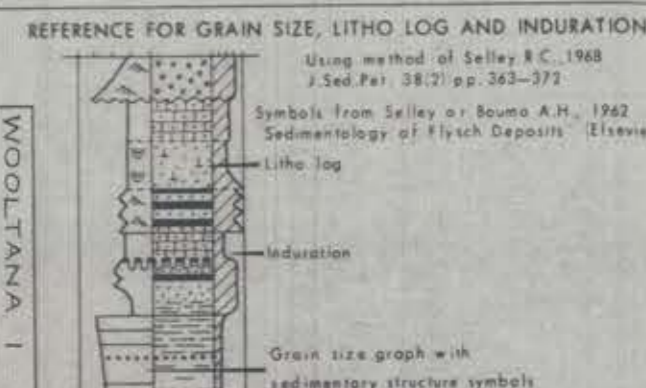 REFERENCE FOR GRAIN SIZE, LITHO LOG AND INDURATION
Using method of Selley R.C., 1968
J.Sed.Pet. 38(2) pp. 363–372
Symbols from Selley or Bouma A.H., 1962
Sedimentology of Flysch Deposits (Elsevie
Litho log
Induration
Grain size graph with
sedimentary structure symbols
WOOLTANA 1